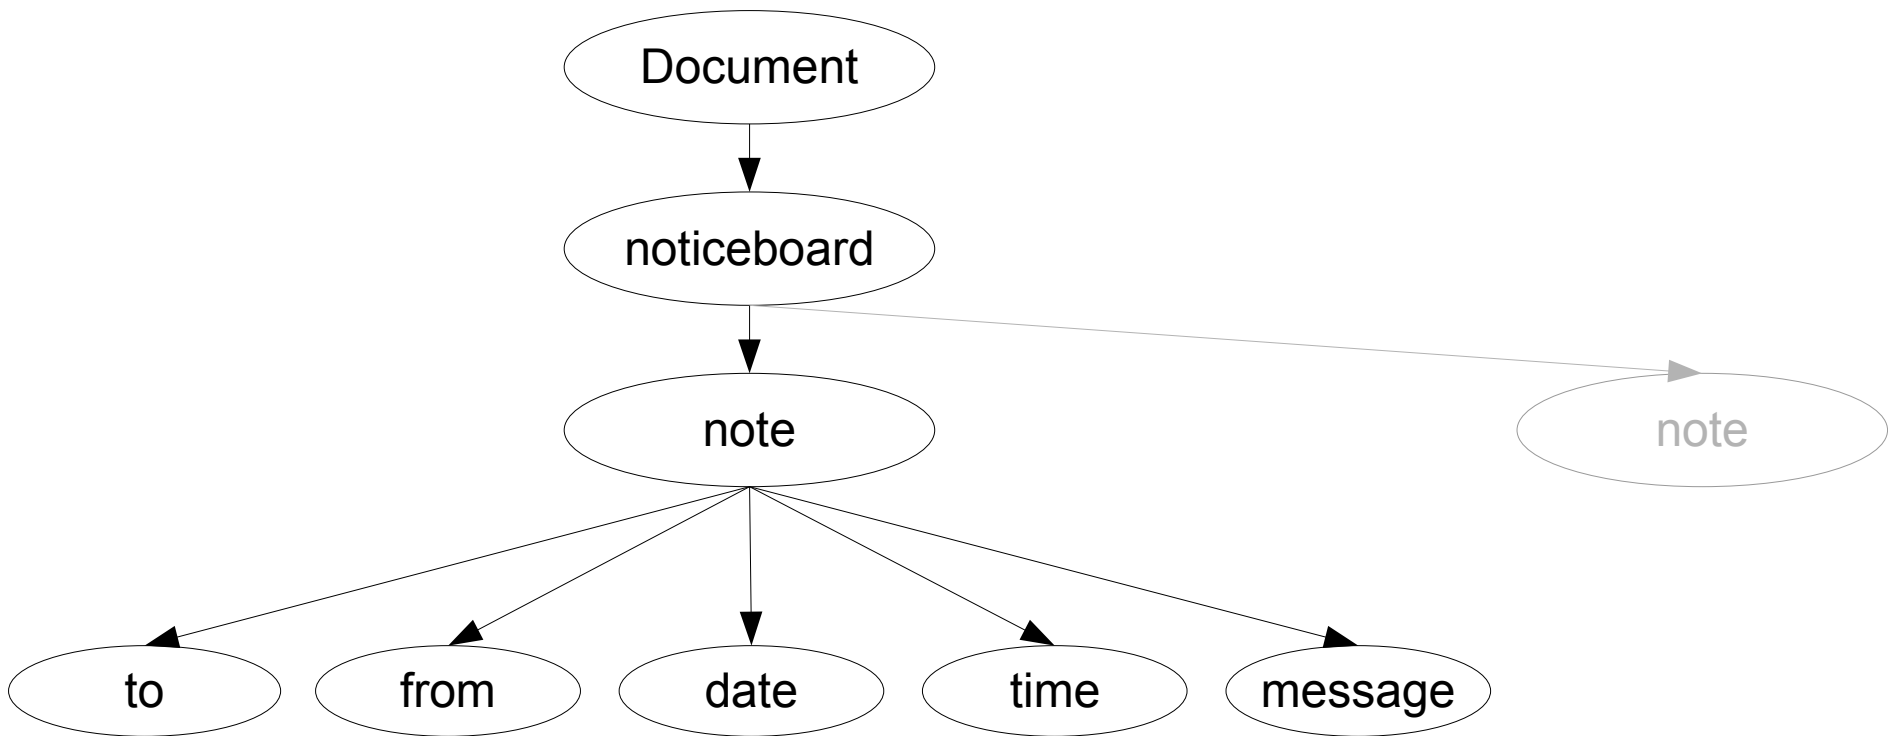 Document
noticeboard
note
note
to
from
date
time
message